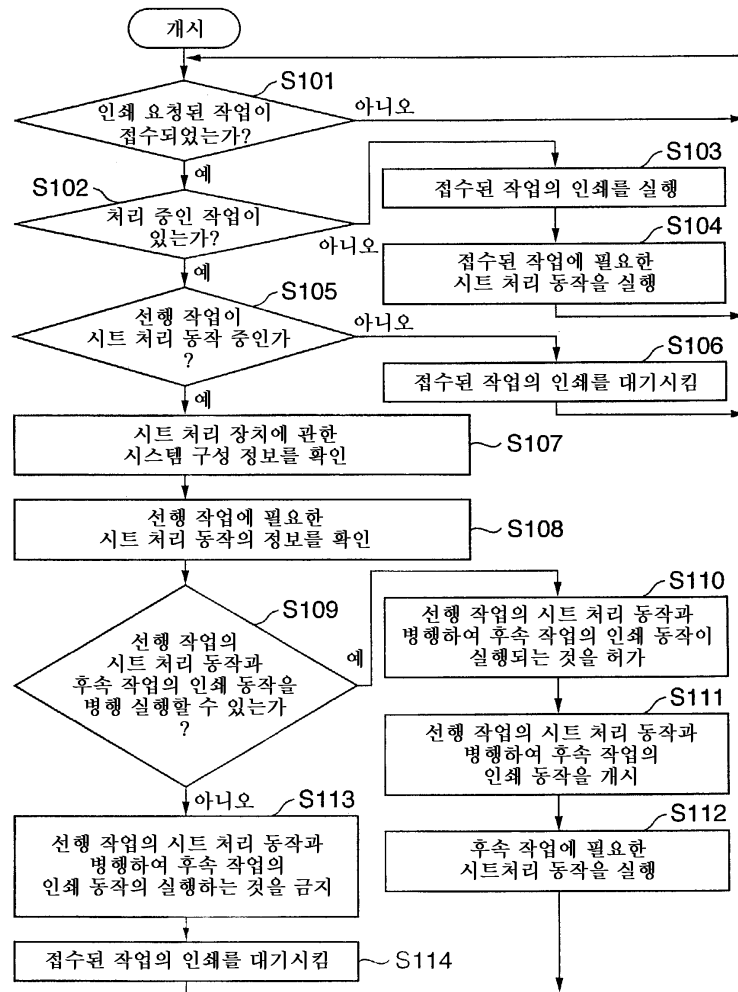 개시
S101
인쇄 요청된 작업이
접수되었는가?
아니오
예
S102
처리 중인 작업이
있는가?
아니오
예
S103
접수된 작업의 인쇄를 실행
S104
접수된 작업에 필요한
시트 처리 동작을 실행
S105
선행 작업이
시트 처리 동작 중인가
?
아니오
예
S106
접수된 작업의 인쇄를 대기시킴
시트 처리 장치에 관한
시스템 구성 정보를 확인
S107
선행 작업에 필요한
시트 처리 동작의 정보를 확인
S108
S109
선행 작업의
시트 처리 동작과
후속 작업의 인쇄 동작을
병행 실행할 수 있는가
?
예
아니오
S110
선행 작업의 시트 처리 동작과
병행하여 후속 작업의 인쇄 동작이
실행되는 것을 허가
S111
선행 작업의 시트 처리 동작과
병행하여 후속 작업의
인쇄 동작을 개시
S112
후속 작업에 필요한
시트처리 동작을 실행
S113
선행 작업의 시트 처리 동작과
병행하여 후속 작업의
인쇄 동작의 실행하는 것을 금지
접수된 작업의 인쇄를 대기시킴
S114